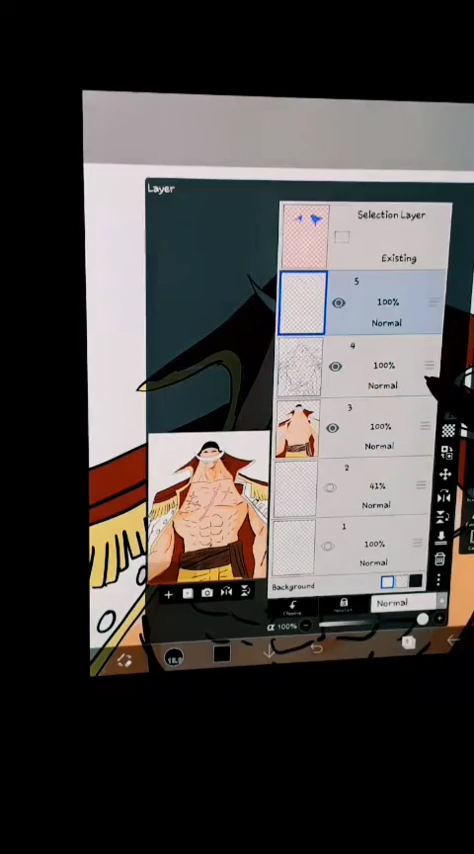 Layer
Selection Layer
Existing
5
100%
Normal
4
100%
Normal
3
100%
Normal
2
41%
Normal
1
100%
Normal
Background
Normal
α 100%